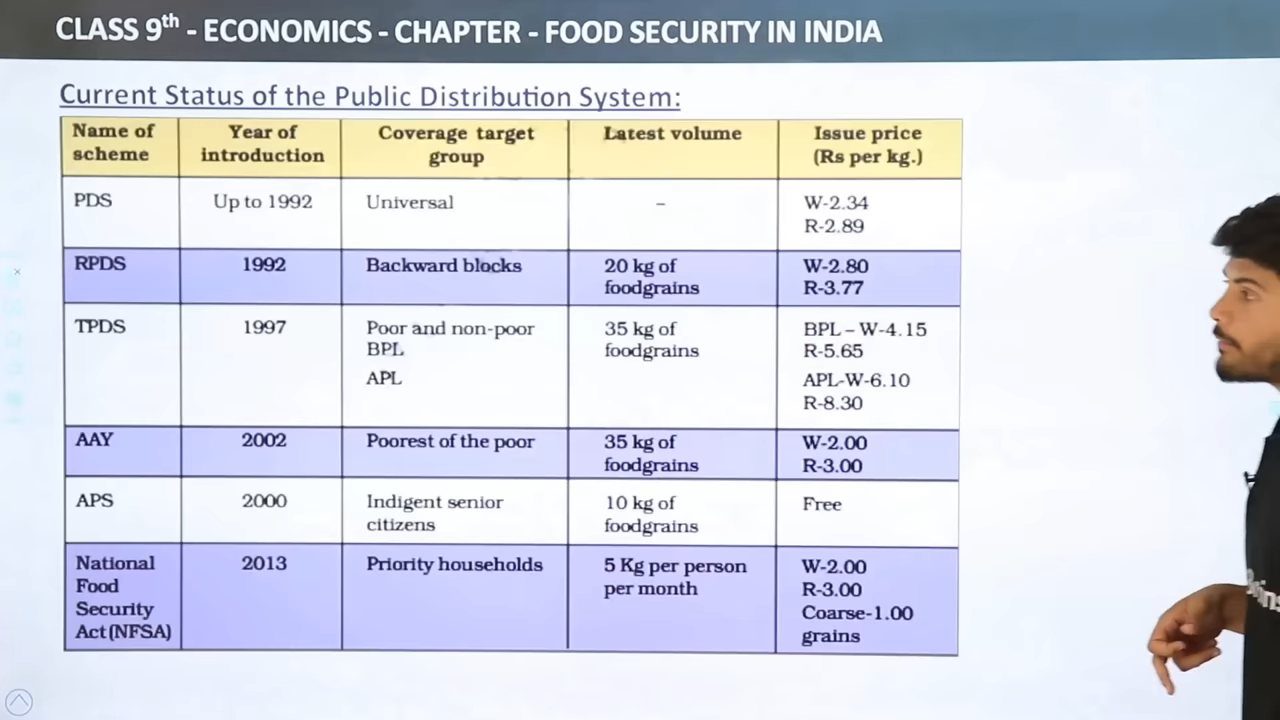 CLASS 9th - ECONOMICS - CHAPTER - FOOD SECURITY IN INDIA
Current Status of the Public Distribution System:
Name of scheme | Year of introduction | Coverage target group | Latest volume | Issue price (Rs per kg.)
PDS | Up to 1992 | Universal | – | W-2.34 R-2.89
RPDS | 1992 | Backward blocks | 20 kg of foodgrains | W-2.80 R-3.77
TPDS | 1997 | Poor and non-poor BPL APL | 35 kg of foodgrains | BPL – W-4.15 R-5.65 APL-W-6.10 R-8.30
AAY | 2002 | Poorest of the poor | 35 kg of foodgrains | W-2.00 R-3.00
APS | 2000 | Indigent senior citizens | 10 kg of foodgrains | Free
National Food Security Act (NFSA) | 2013 | Priority households | 5 Kg per person per month | W-2.00 R-3.00 Coarse-1.00 grains